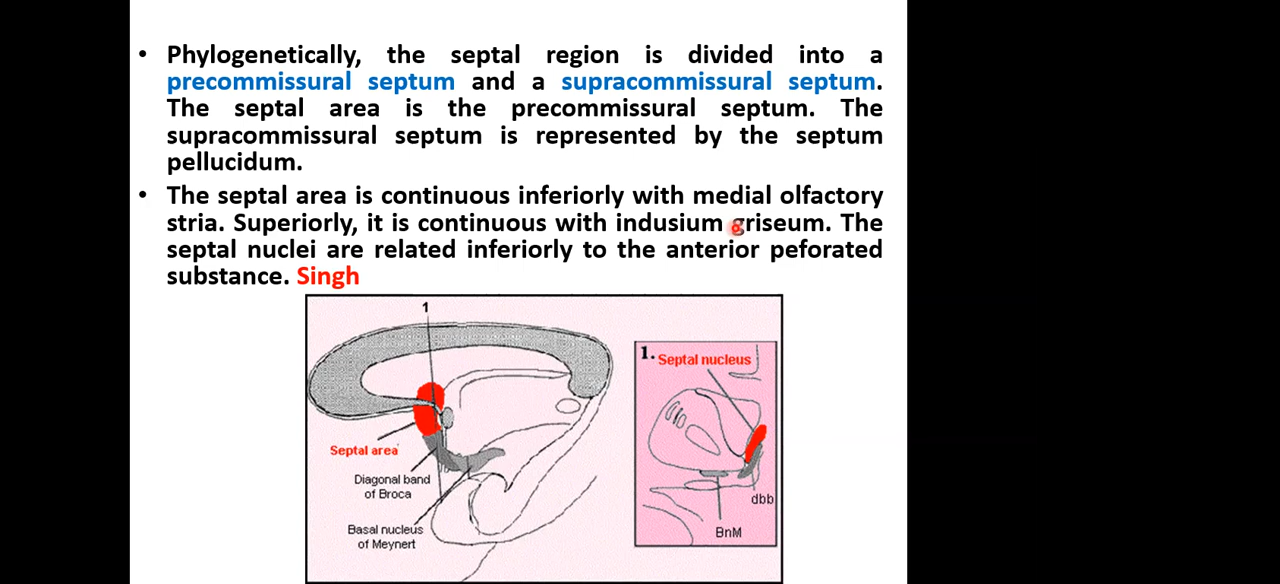 • Phylogenetically, the septal region is divided into a
precommissural septum and a supracommissural septum.
The septal area is the precommissural septum. The
supracommissural septum is represented by the septum
pellucidum.
• The septal area is continuous inferiorly with medial olfactory
stria. Superiorly, it is continuous with indusium griseum. The
septal nuclei are related inferiorly to the anterior peforated
substance. Singh
1
Septal area
Diagonal band
of Broca
Basal nucleus
of Meynert
1. Septal nucleus
dbb
BnM